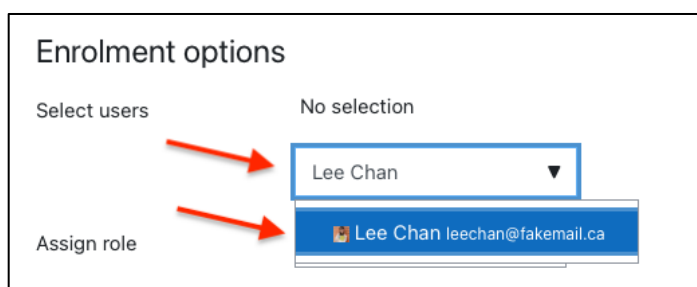 Enrolment options
Select users
No selection
Lee Chan
Lee Chan leechan@fakemail.ca
Assign role